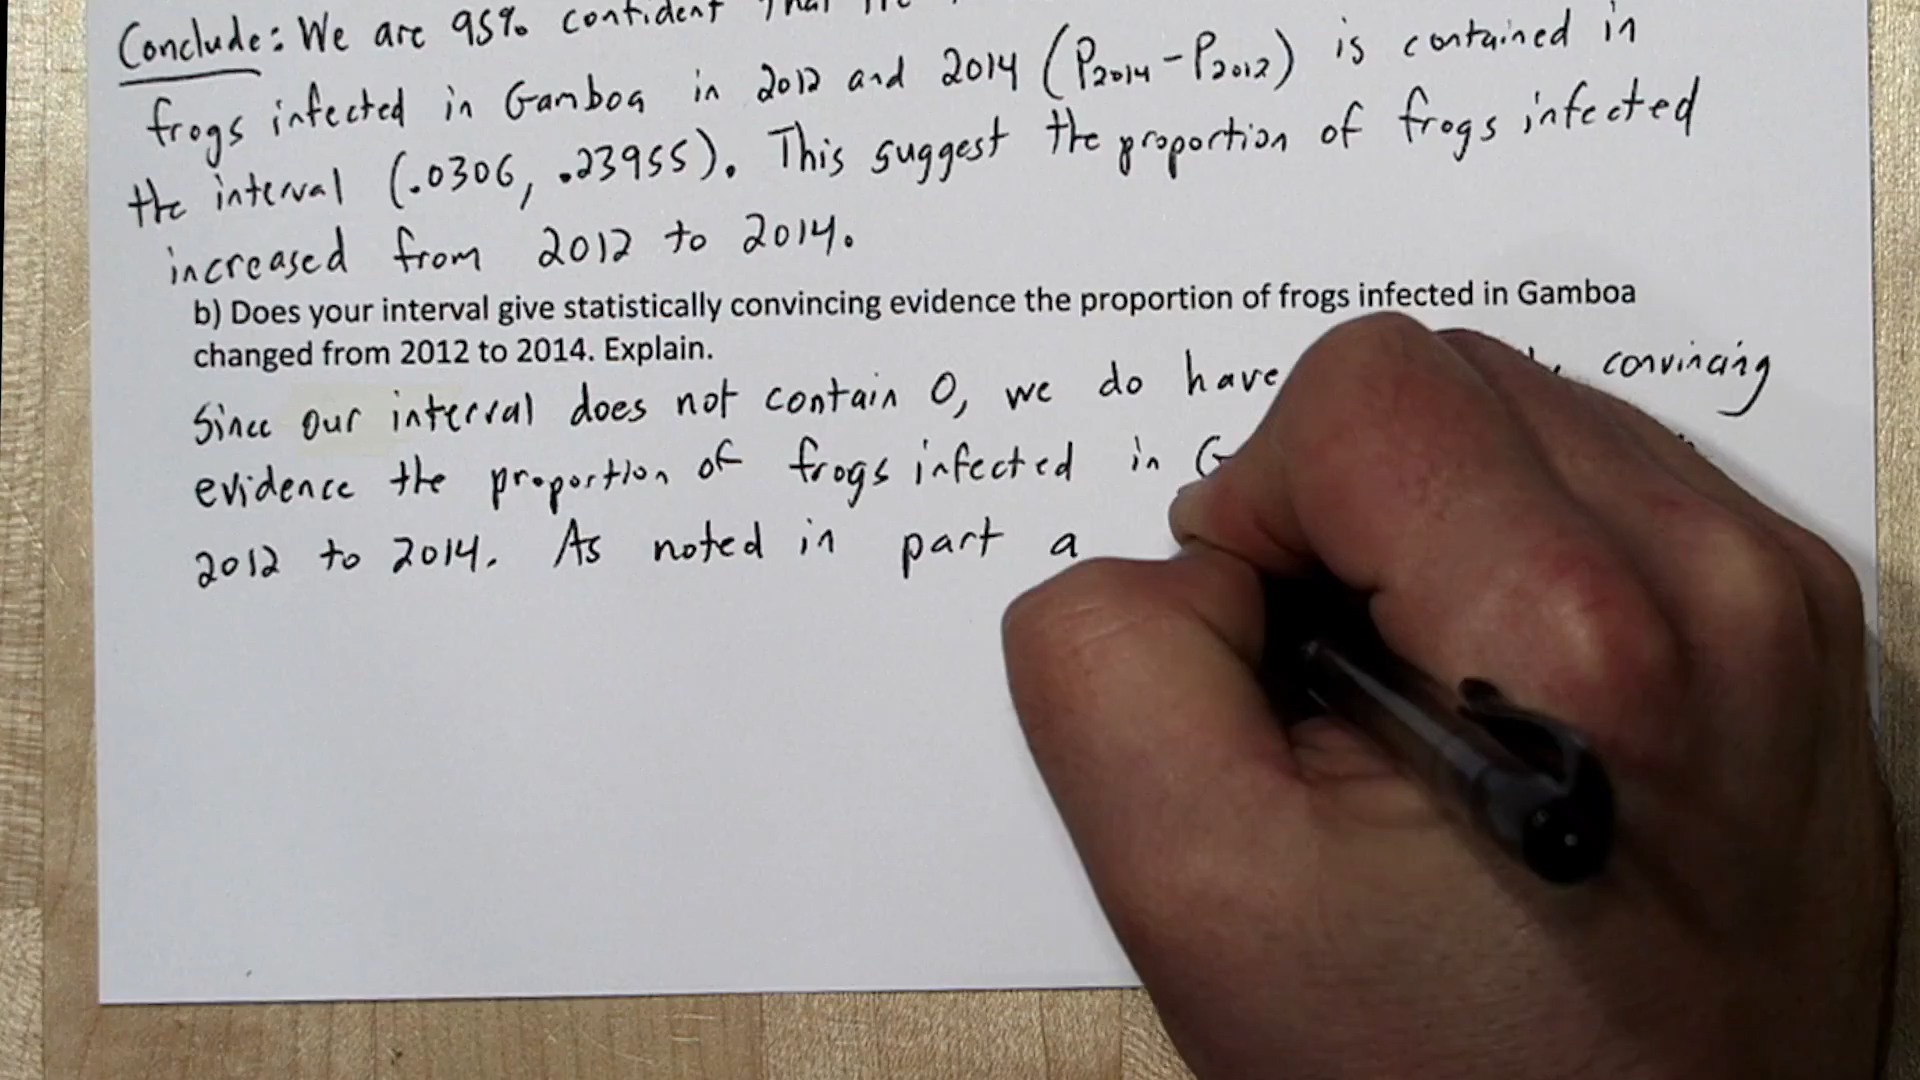 Conclude: We are 95% confident that
frogs infected in Gamboa in 2012 and 2014 (P2014 - P2012) is contained in
the interval (.0306, .23955). This suggest the proportion of frogs infected
increased from 2012 to 2014.
b) Does your interval give statistically convincing evidence the proportion of frogs infected in Gamboa
changed from 2012 to 2014. Explain.
Since our interval does not contain 0, we do have convincing
evidence the proportion of frogs infected in G
2012 to 2014. As noted in part a